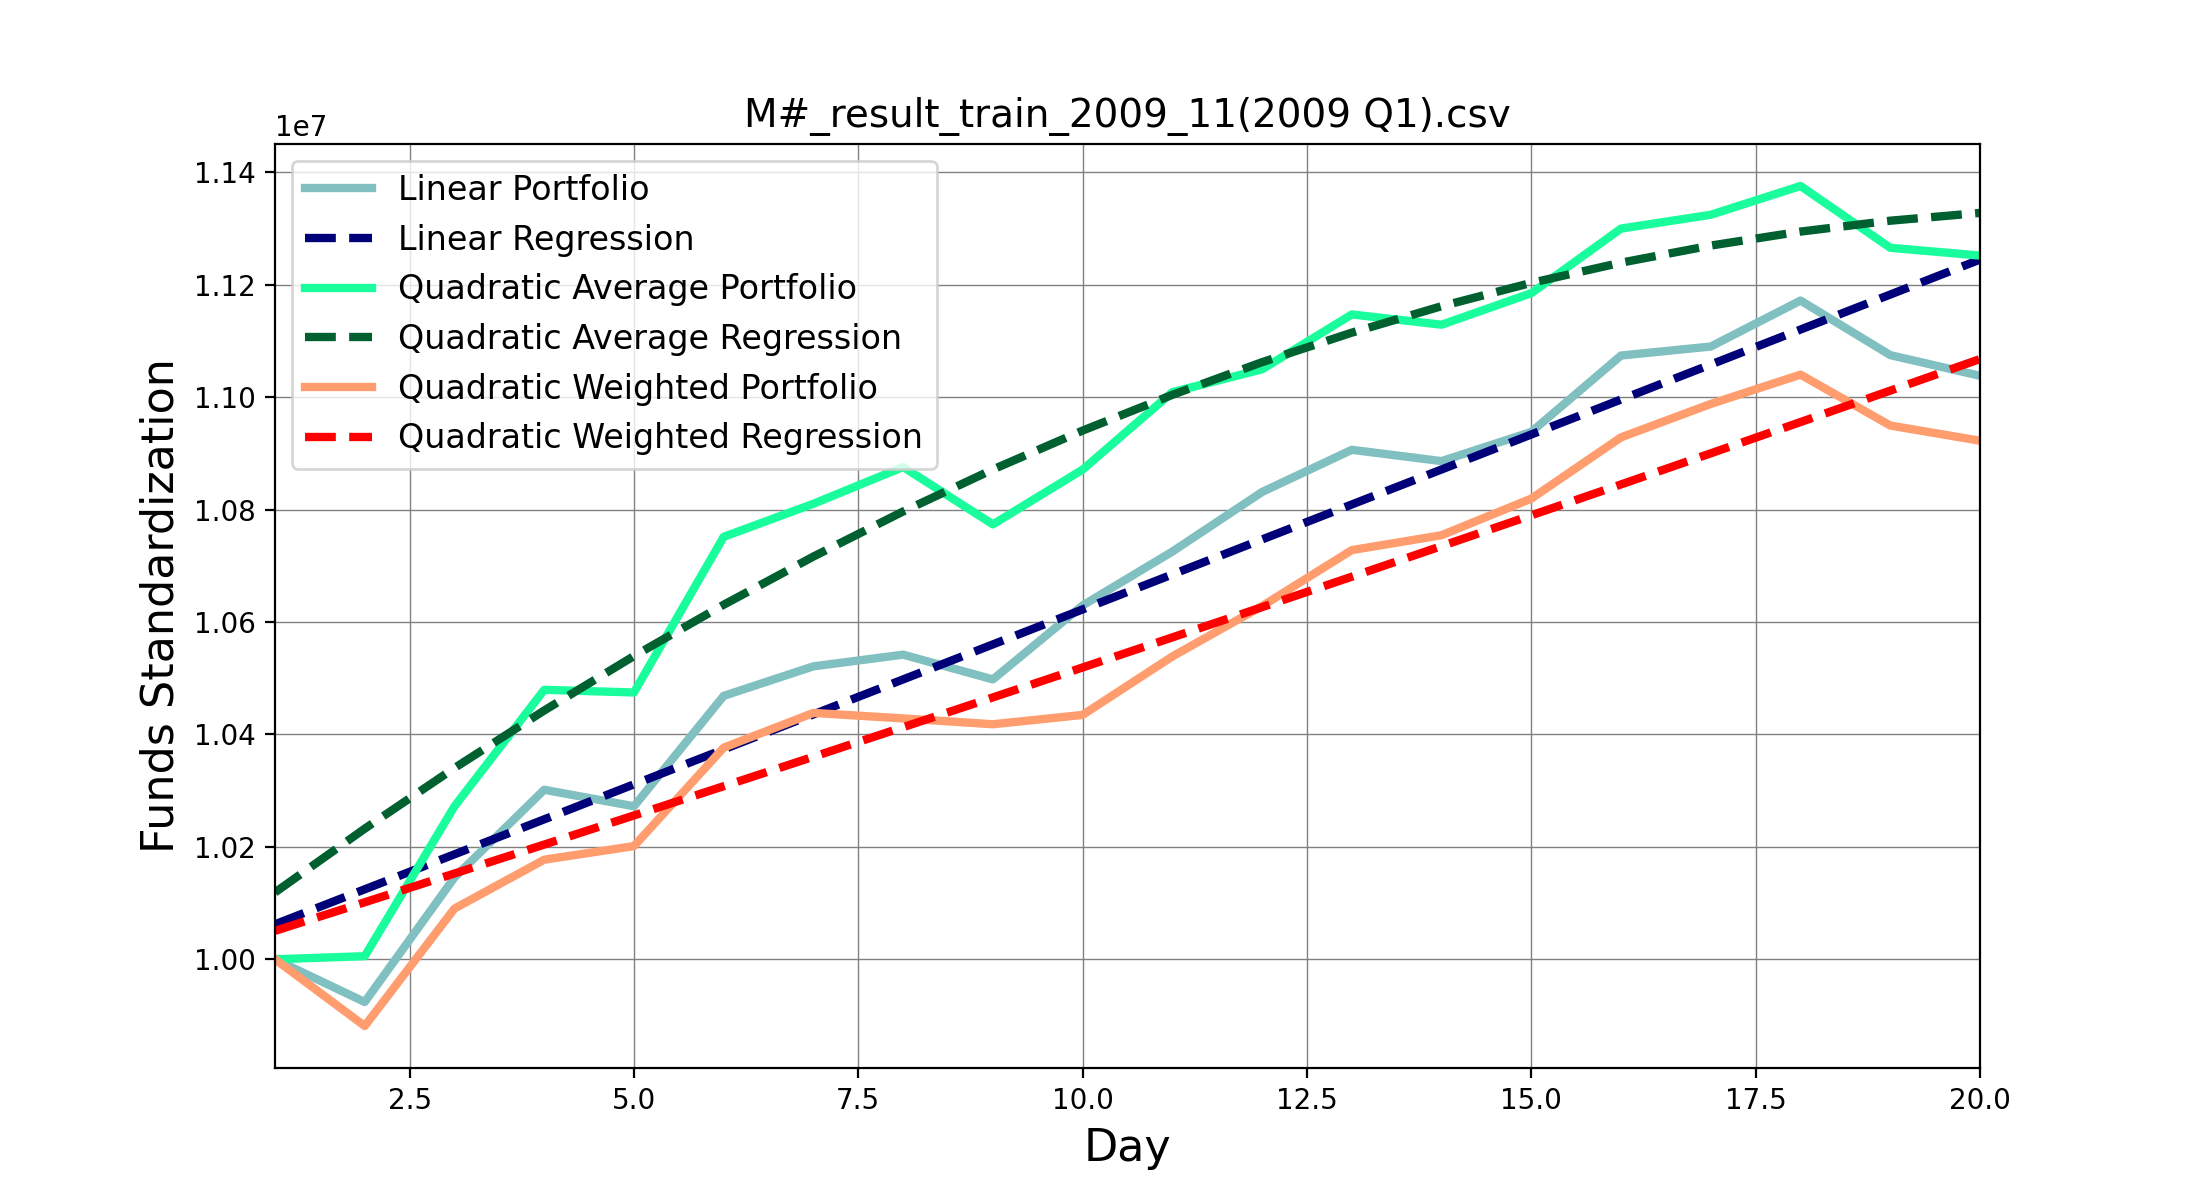 M#_result_train_2009_11(2009 Q1).csv
1e7
1.14
1.12
1.10
1.08
1.06
1.04
1.02
1.00
Funds Standardization
Linear Portfolio
Linear Regression
Quadratic Average Portfolio
Quadratic Average Regression
Quadratic Weighted Portfolio
Quadratic Weighted Regression
2.5 5.0 7.5 10.0 12.5 15.0 17.5 20.0
Day